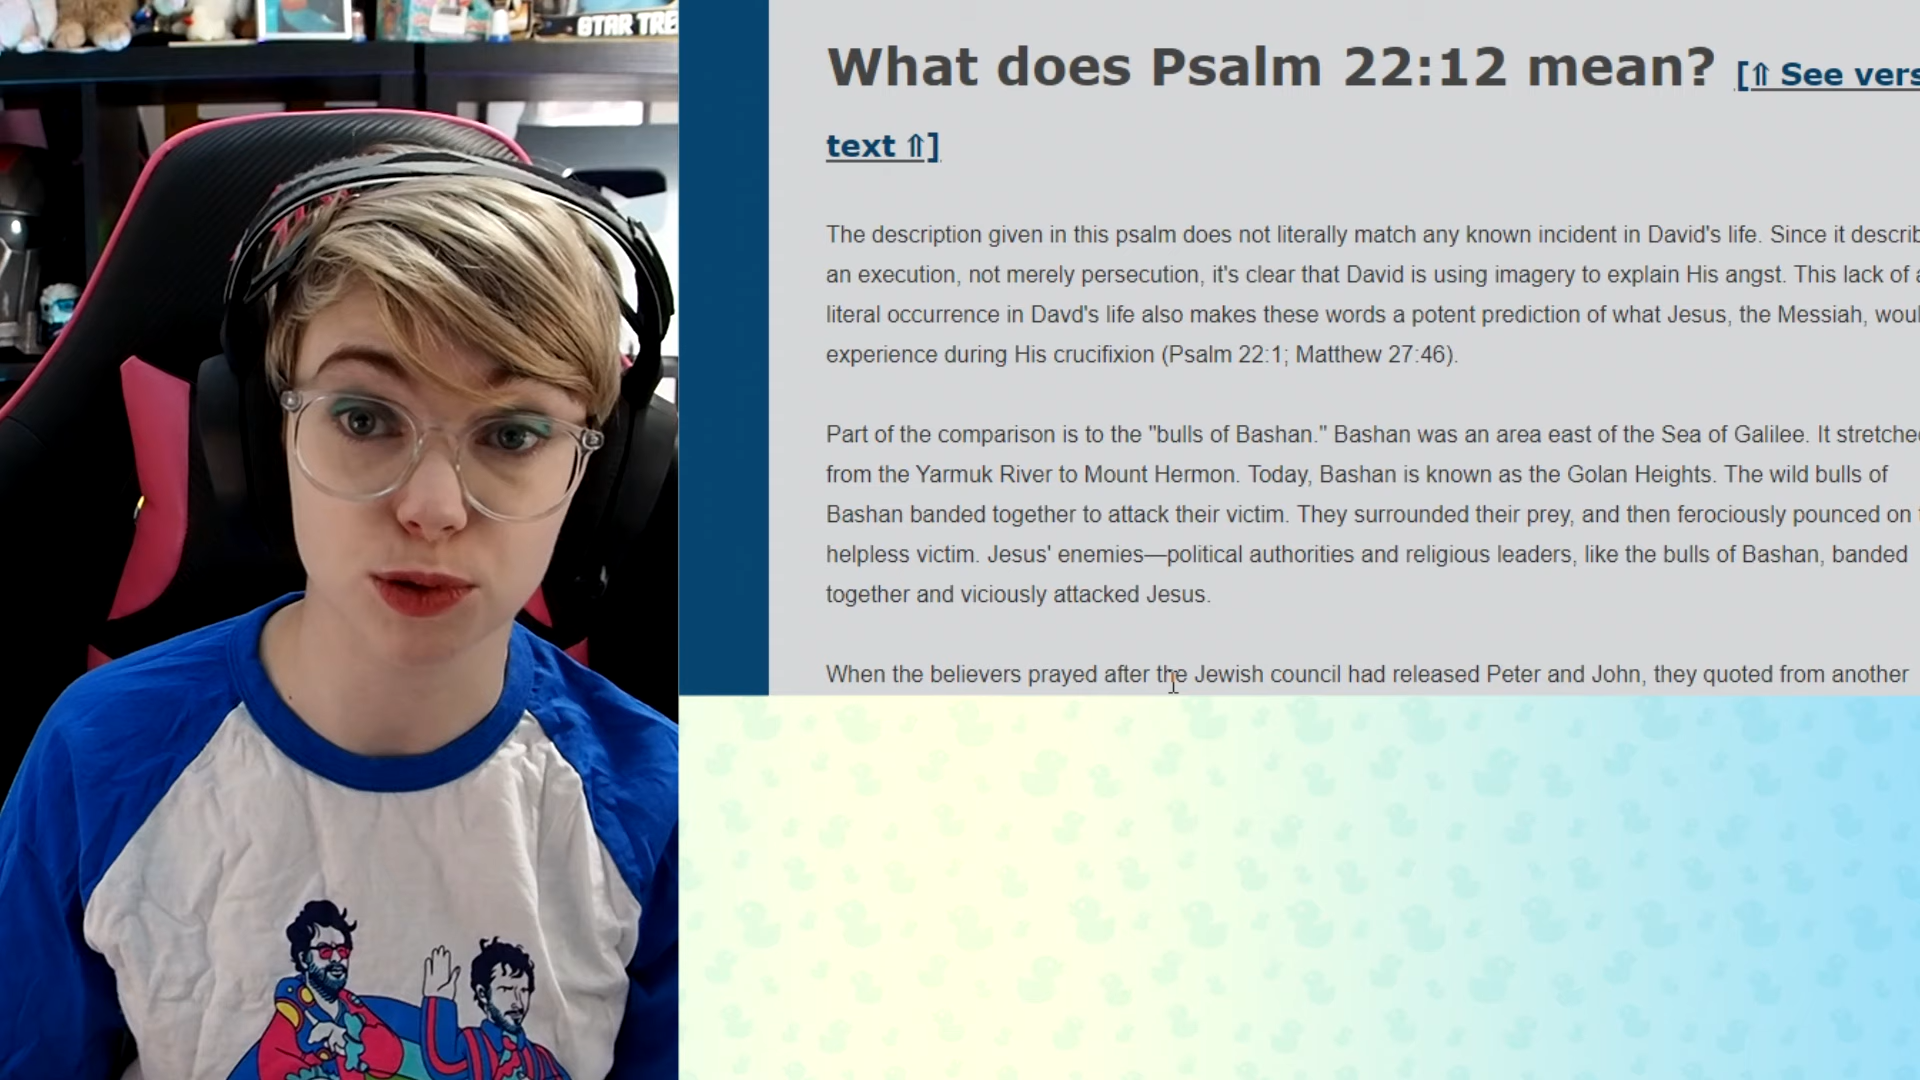 STAR TRE
What does Psalm 22:12 mean? [⇑ See vers
text ⇑]
The description given in this psalm does not literally match any known incident in David's life. Since it describ
an execution, not merely persecution, it's clear that David is using imagery to explain His angst. This lack of a
literal occurrence in Davd's life also makes these words a potent prediction of what Jesus, the Messiah, woul
experience during His crucifixion (Psalm 22:1; Matthew 27:46).
Part of the comparison is to the "bulls of Bashan." Bashan was an area east of the Sea of Galilee. It stretched
from the Yarmuk River to Mount Hermon. Today, Bashan is known as the Golan Heights. The wild bulls of
Bashan banded together to attack their victim. They surrounded their prey, and then ferociously pounced on t
helpless victim. Jesus' enemies—political authorities and religious leaders, like the bulls of Bashan, banded
together and viciously attacked Jesus.
When the believers prayed after the Jewish council had released Peter and John, they quoted from another